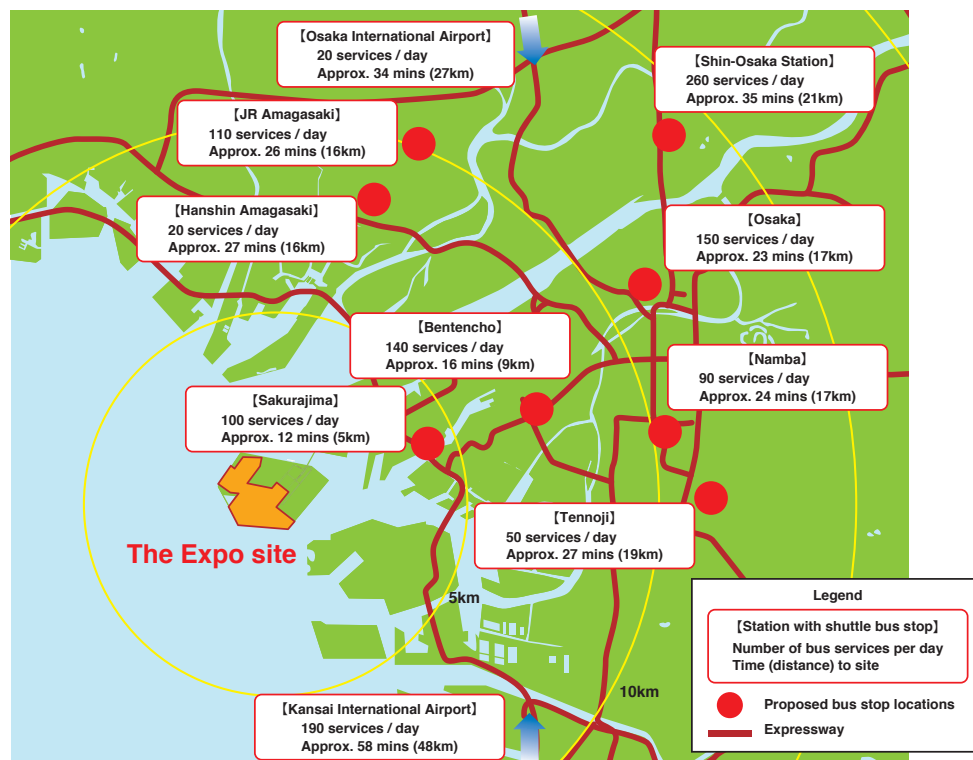 【Osaka International Airport】
20 services / day
Approx. 34 mins (27km)
【Shin-Osaka Station】
260 services / day
Approx. 35 mins (21km)
【JR Amagasaki】
110 services / day
Approx. 26 mins (16km)
【Hanshin Amagasaki】
20 services / day
Approx. 27 mins (16km)
【Osaka】
150 services / day
Approx. 23 mins (17km)
【Bentencho】
140 services / day
Approx. 16 mins (9km)
【Namba】
90 services / day
Approx. 24 mins (17km)
【Sakurajima】
100 services / day
Approx. 12 mins (5km)
【Tennoji】
50 services / day
Approx. 27 mins (19km)
The Expo site
5km
10km
【Kansai International Airport】
190 services / day
Approx. 58 mins (48km)
Legend
【Station with shuttle bus stop】
Number of bus services per day
Time (distance) to site
Proposed bus stop locations
Expressway